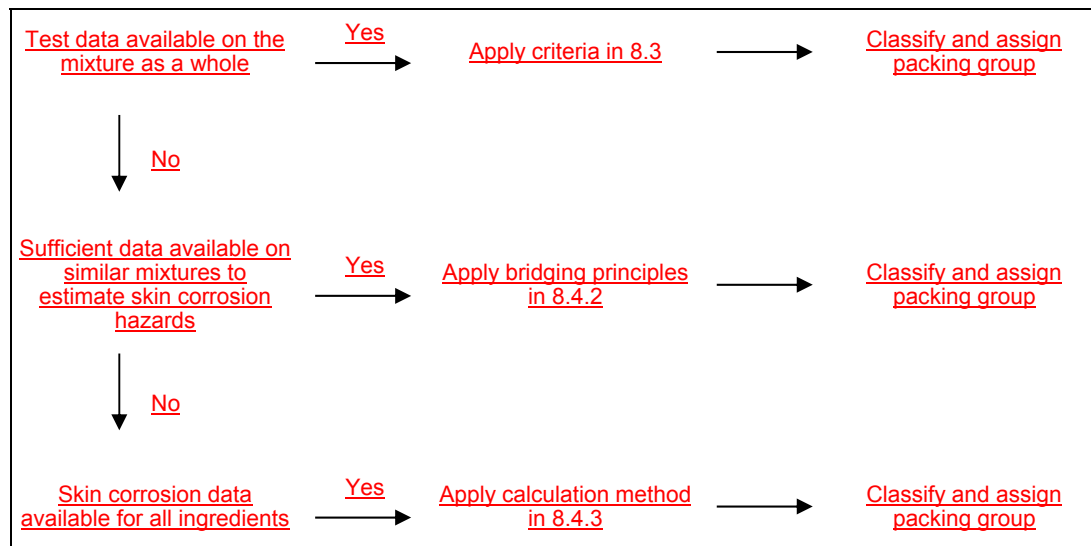 Test data available on the
mixture as a whole
Yes
Apply criteria in 8.3
Classify and assign
packing group
No
Sufficient data available on
similar mixtures to
estimate skin corrosion
hazards
Yes
Apply bridging principles
in 8.4.2
Classify and assign
packing group
No
Skin corrosion data
available for all ingredients
Yes
Apply calculation method
in 8.4.3
Classify and assign
packing group